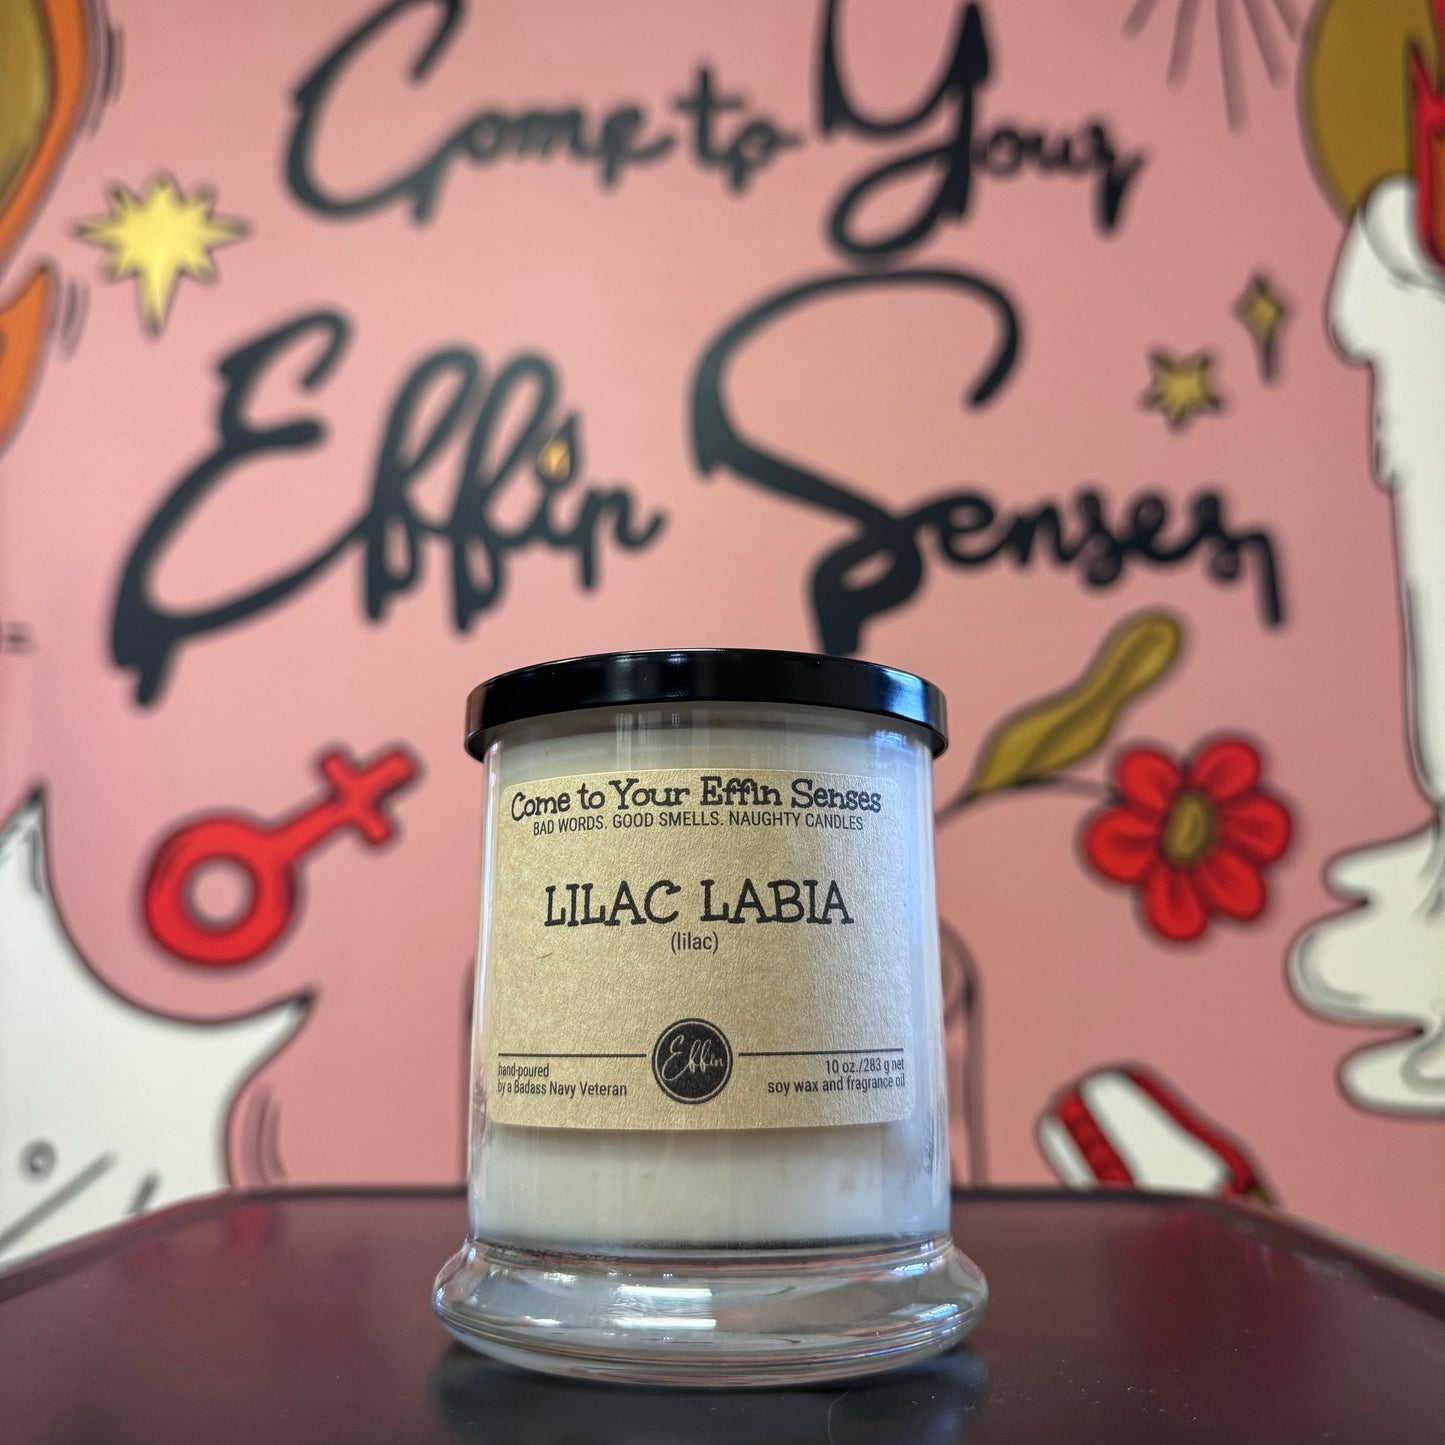 Come to Your
Effin Senses
Come to Your Effin Senses
BAD WORDS. GOOD SMELLS. NAUGHTY CANDLES
LILAC LABIA
(lilac)
Effin
hand-poured
by a Badass Navy Veteran
10 oz./283 g net
soy wax and fragrance oil